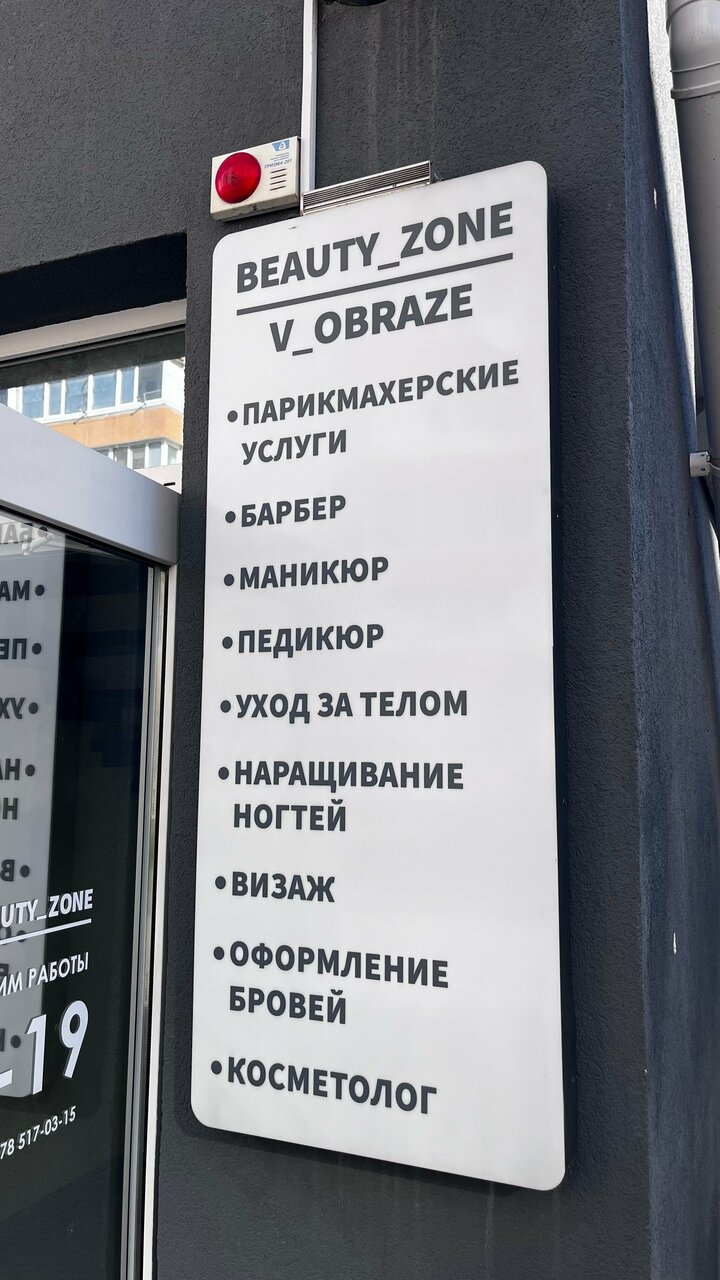 BEAUTY_ZONE
V_OBRAZE
•ПАРИКМАХЕРСКИЕ
УСЛУГИ
•БАРБЕР
•МАНИКЮР
•ПЕДИКЮР
•УХОД ЗА ТЕЛОМ
•НАРАЩИВАНИЕ
НОГТЕЙ
•ВИЗАЖ
•ОФОРМЛЕНИЕ
БРОВЕЙ
•КОСМЕТОЛОГ
UTY_ZONE
ИМ РАБОТЫ
-19
78 517-03-15